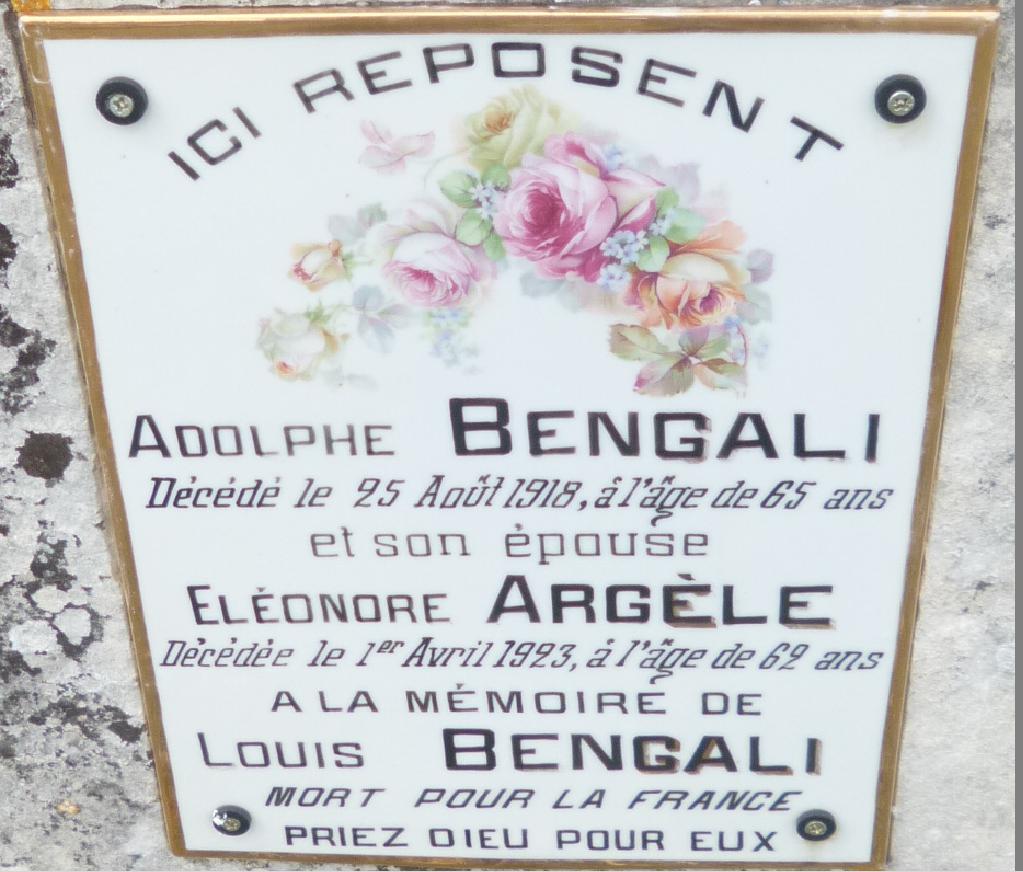 ICI REPOSENT
ADOLPHE BENGALI
Décédé le 25 Août 1918, à l'âge de 65 ans
et son épouse
ELÉONORE ARGÈLE
Décédée le 1er Avril 1923, à l'âge de 62 ans
A LA MÉMOIRE DE
LOUIS BENGALI
MORT POUR LA FRANCE
PRIEZ DIEU POUR EUX